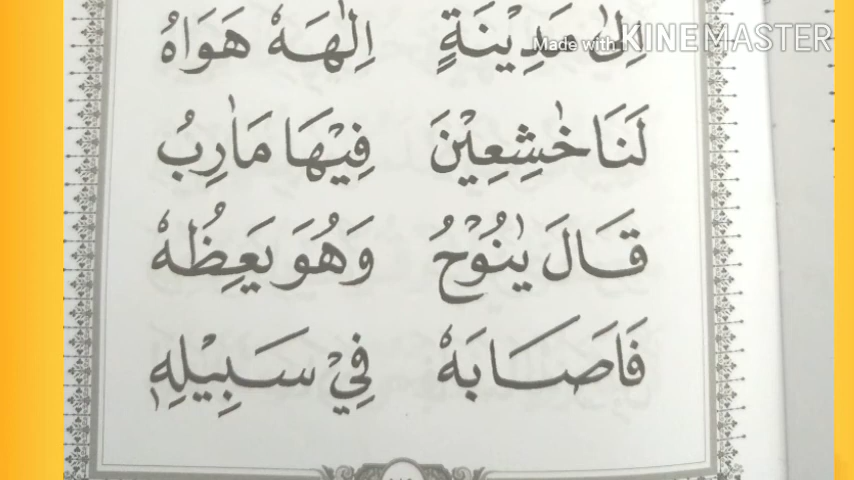 Made with KINEMASTER
اِلٰى مَدِيْنَةٍ اِلٰهَهٗ هَوَاهُ
لَنَا خٰشِعِيْنَ فِيْهَا مَاٰرِبُ
قَالَ يٰنُوْحُ وَهُوَ يَعِظُهٗ
فَاَصَابَهٗ فِيْ سَبِيْلِهٖ